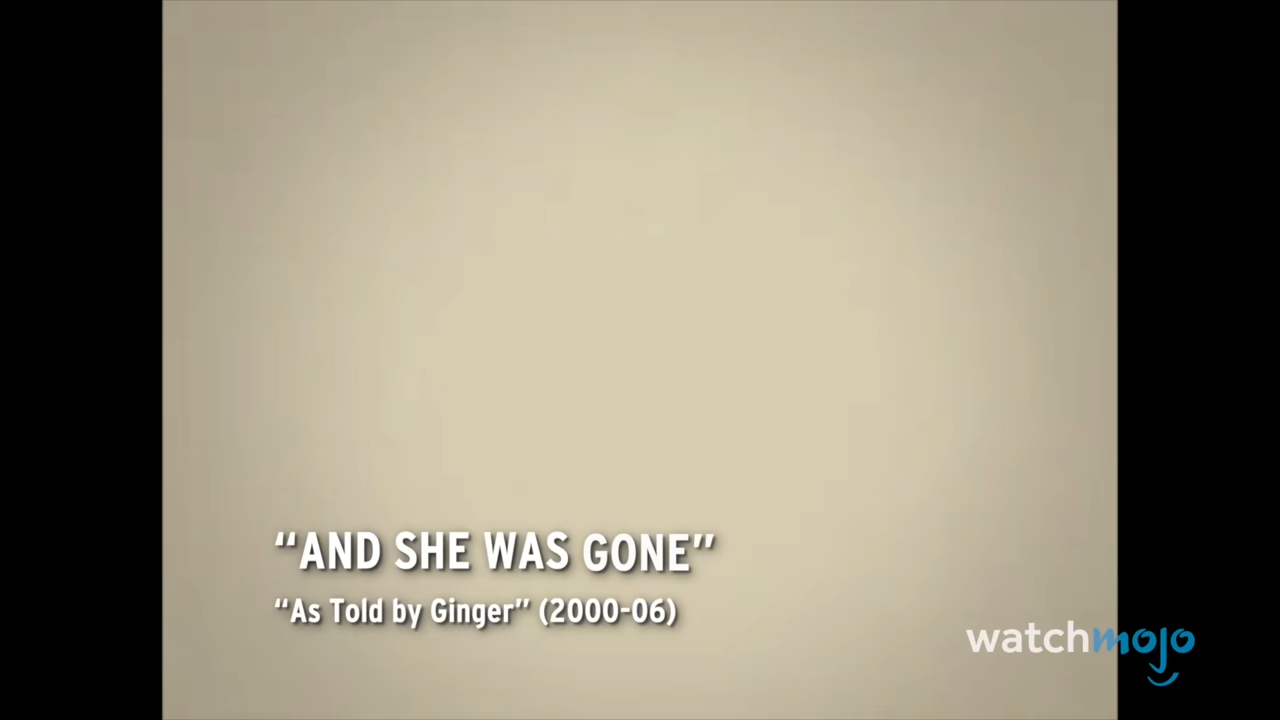 “AND SHE WAS GONE”
“As Told by Ginger” (2000-06)
watchmojo